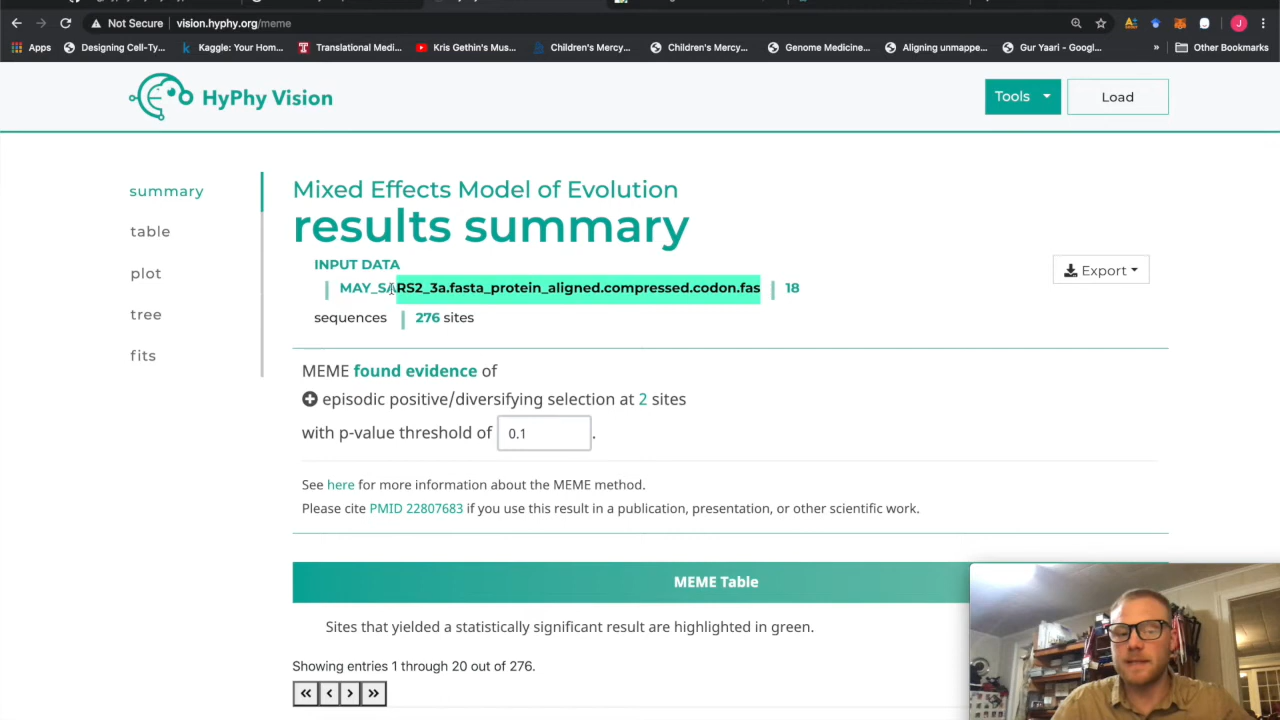 Not Secure | vision.hyphy.org/meme
J
Apps Designing Cell-Ty... Kaggle: Your Hom... Translational Medi... Kris Gethin's Mus... Children's Mercy... Children's Mercy... Genome Medicine... Aligning unmappe... Gur Yaari - Googl... » Other Bookmarks
HyPhy Vision
Tools
Load
summary
table
plot
tree
fits
Mixed Effects Model of Evolution
results summary
INPUT DATA
MAY_SARS2_3a.fasta_protein_aligned.compressed.codon.fas | 18
sequences | 276 sites
Export
MEME found evidence of
episodic positive/diversifying selection at 2 sites
with p-value threshold of 0.1 .
See here for more information about the MEME method.
Please cite PMID 22807683 if you use this result in a publication, presentation, or other scientific work.
MEME Table
Sites that yielded a statistically significant result are highlighted in green.
Showing entries 1 through 20 out of 276.
« ‹ › »